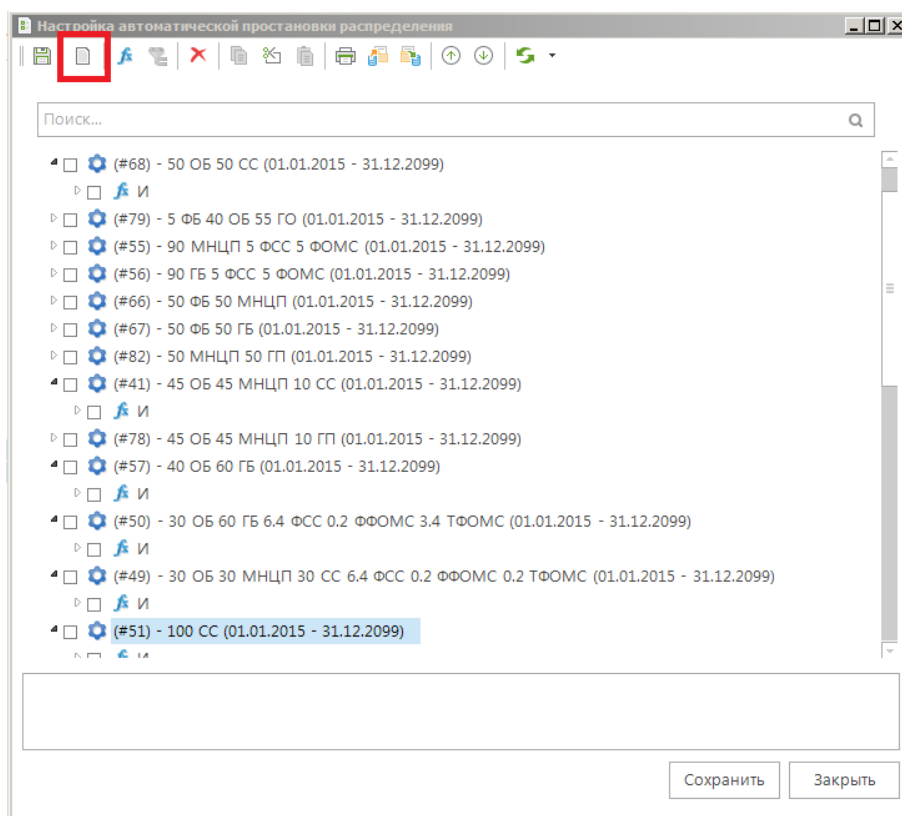 Настройка автоматической простановки распределения
Поиск...
(#68) - 50 ОБ 50 СС (01.01.2015 - 31.12.2099)
И
(#79) - 5 ФБ 40 ОБ 55 ГО (01.01.2015 - 31.12.2099)
(#55) - 90 МНЦП 5 ФСС 5 ФОМС (01.01.2015 - 31.12.2099)
(#56) - 90 ГБ 5 ФСС 5 ФОМС (01.01.2015 - 31.12.2099)
(#66) - 50 ФБ 50 МНЦП (01.01.2015 - 31.12.2099)
(#67) - 50 ФБ 50 ГБ (01.01.2015 - 31.12.2099)
(#82) - 50 МНЦП 50 ГП (01.01.2015 - 31.12.2099)
(#41) - 45 ОБ 45 МНЦП 10 СС (01.01.2015 - 31.12.2099)
И
(#78) - 45 ОБ 45 МНЦП 10 ГП (01.01.2015 - 31.12.2099)
(#57) - 40 ОБ 60 ГБ (01.01.2015 - 31.12.2099)
И
(#50) - 30 ОБ 60 ГБ 6.4 ФСС 0.2 ФФОМС 3.4 ТФОМС (01.01.2015 - 31.12.2099)
И
(#49) - 30 ОБ 30 МНЦП 30 СС 6.4 ФСС 0.2 ФФОМС 0.2 ТФОМС (01.01.2015 - 31.12.2099)
И
(#51) - 100 СС (01.01.2015 - 31.12.2099)
И
Сохранить
Закрыть